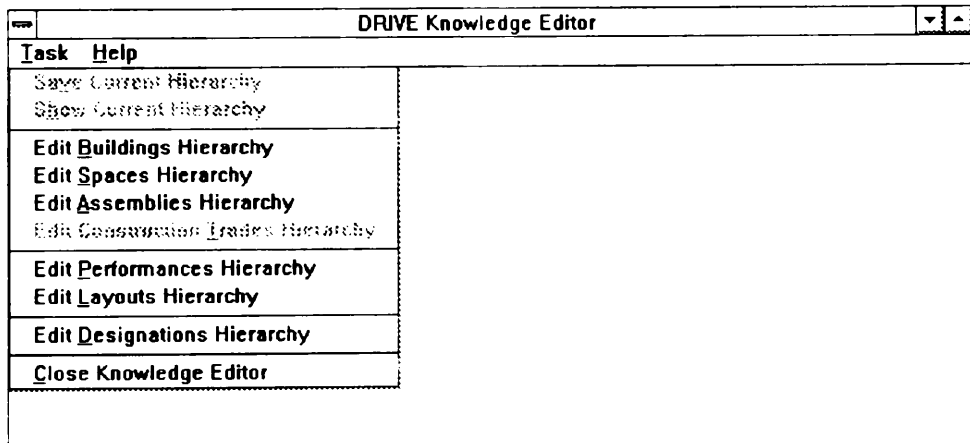 DRIVE Knowledge Editor
Task Help
Save Current Hierarchy
Show Current Hierarchy
Edit Buildings Hierarchy
Edit Spaces Hierarchy
Edit Assemblies Hierarchy
Edit Construction Trades Hierarchy
Edit Performances Hierarchy
Edit Layouts Hierarchy
Edit Designations Hierarchy
Close Knowledge Editor